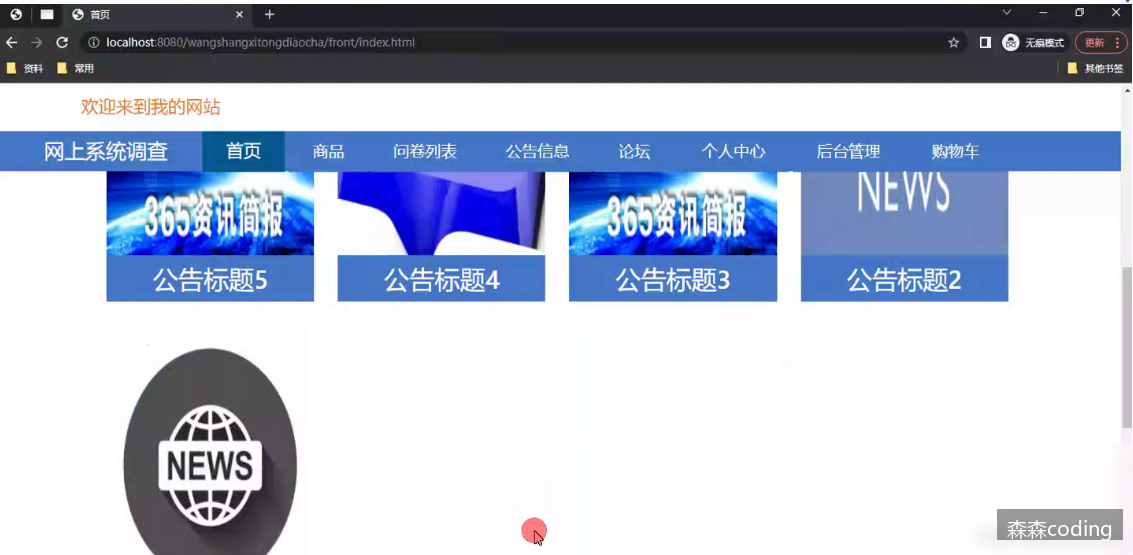 首页
localhost:8080/wangshangxitongdiaocha/front/index.html
无痕模式
更新
资料
常用
其他书签
欢迎来到我的网站
网上系统调查
首页
商品
问卷列表
公告信息
论坛
个人中心
后台管理
购物车
365资讯简报
365资讯简报
NEWS
公告标题5
公告标题4
公告标题3
公告标题2
NEWS
森森coding